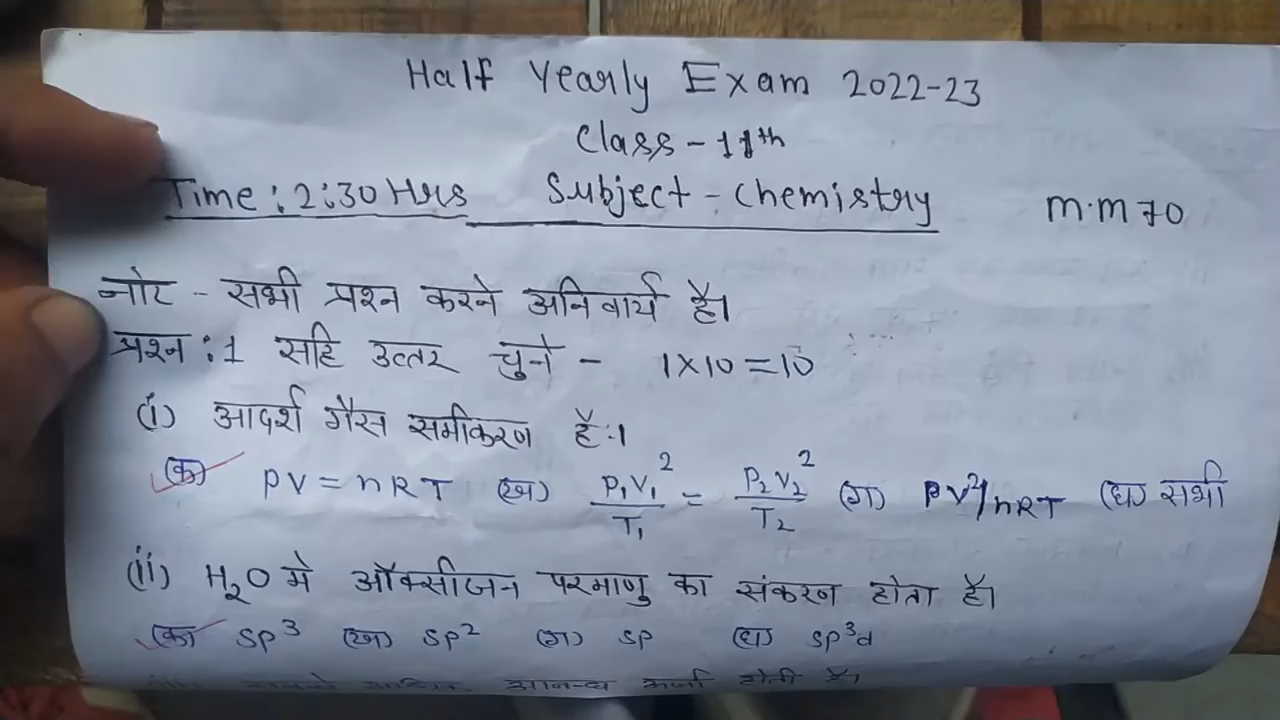 Half Yearly Exam 2022-23
Class-11th
Time:2:30 Hrs Subject-Chemistry M.M 70
नोट - सभी प्रश्न करने अनिवार्य है।
प्रश्न:1 सहि उत्तर चुने - 1×10=10
(i) आदर्श गैस समीकरण है:।
(क) PV=nRT (ख) P₁V₁²/T₁ = P₂V₂²/T₂ (ग) PV²/nRT (घ) सभी
(ii) H₂O मे ऑक्सीजन परमाणु का संकरण होता है।
(क) sp³ (ख) sp² (ग) sp (घ) sp³d
होती है।